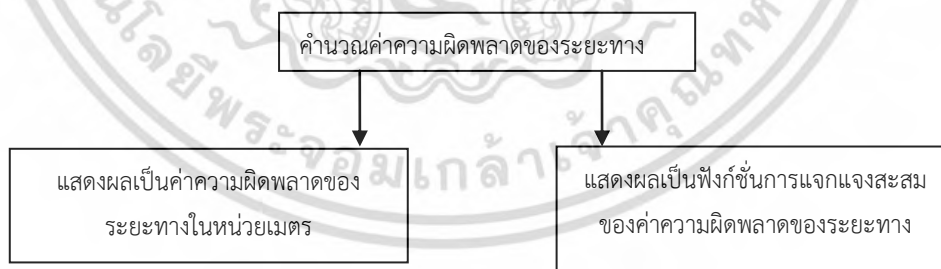 คำนวณค่าความผิดพลาดของระยะทาง
แสดงผลเป็นค่าความผิดพลาดของ
ระยะทางในหน่วยเมตร
แสดงผลเป็นฟังก์ชั่นการแจกแจงสะสม
ของค่าความผิดพลาดของระยะทาง